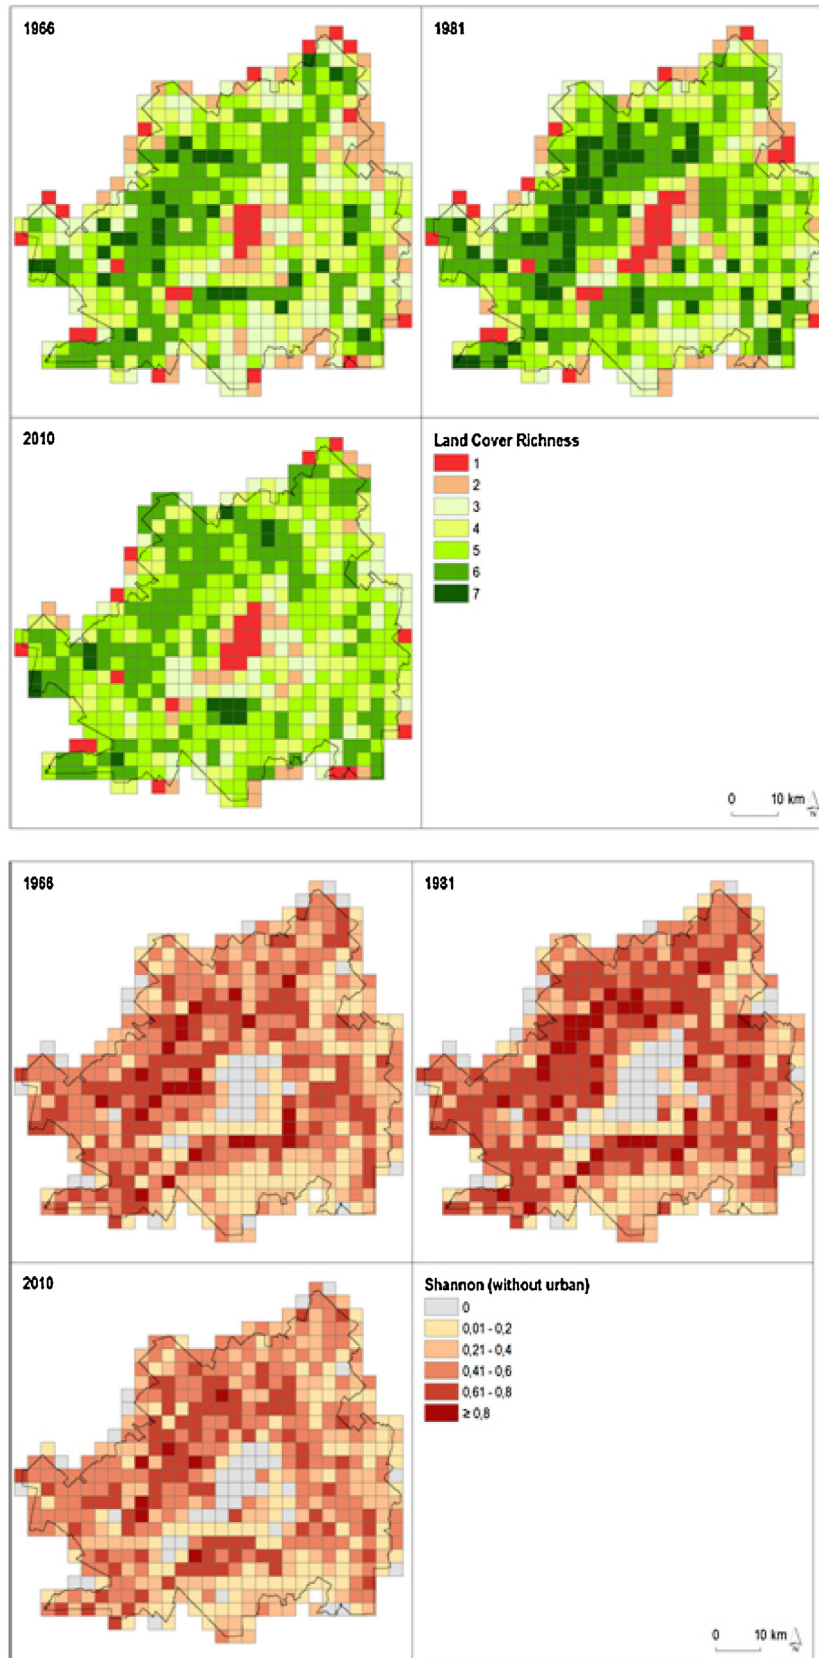 1966
1981
2010
Land Cover Richness
1
2
3
4
5
6
7
0 10 km
N
1966
1981
2010
Shannon (without urban)
0
0,01 - 0,2
0,21 - 0,4
0,41 - 0,6
0,61 - 0,8
≥ 0,8
0 10 km
N